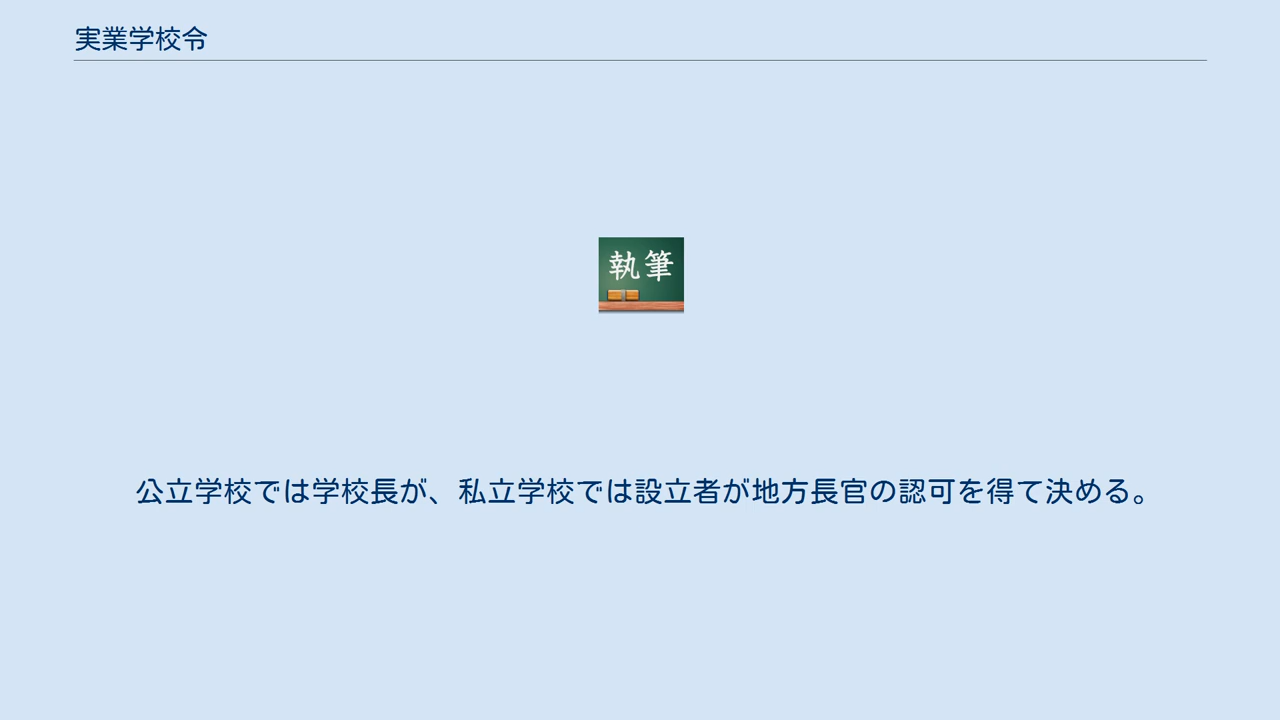 実業学校令
執筆
公立学校では学校長が、私立学校では設立者が地方長官の認可を得て決める。